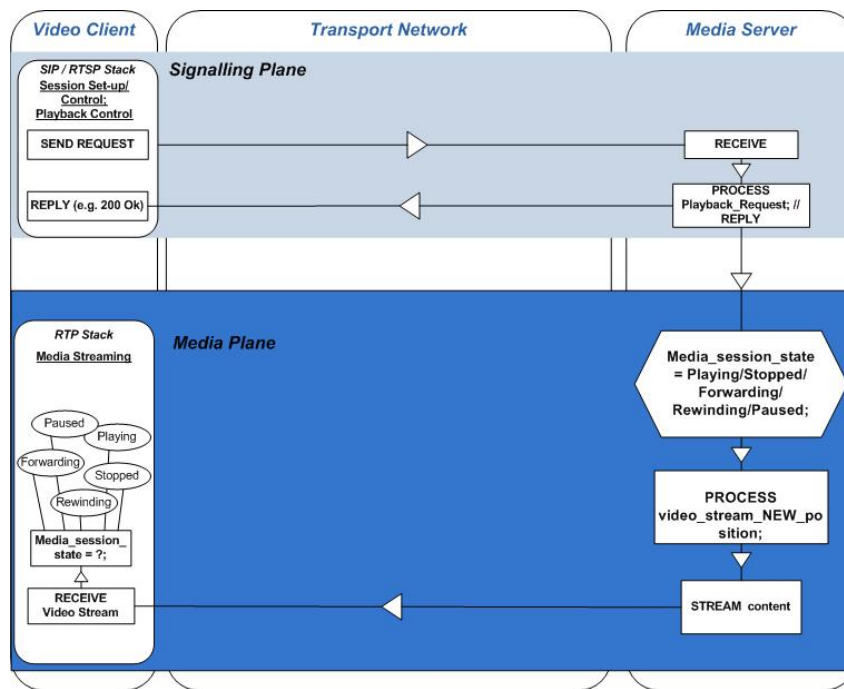 Video Client
Transport Network
Media Server
SIP / RTSP Stack
Session Set-up/
Control;
Playback Control
Signalling Plane
SEND REQUEST
RECEIVE
REPLY (e.g. 200 Ok)
PROCESS
Playback_Request; //
REPLY
RTP Stack
Media Streaming
Media Plane
Media_session_state
= Playing/Stopped/
Forwarding/
Rewinding/Paused;
Paused
Playing
Forwarding
Stopped
Rewinding
PROCESS
video_stream_NEW_po
sition;
Media_session_
state = ?;
RECEIVE
Video Stream
STREAM content